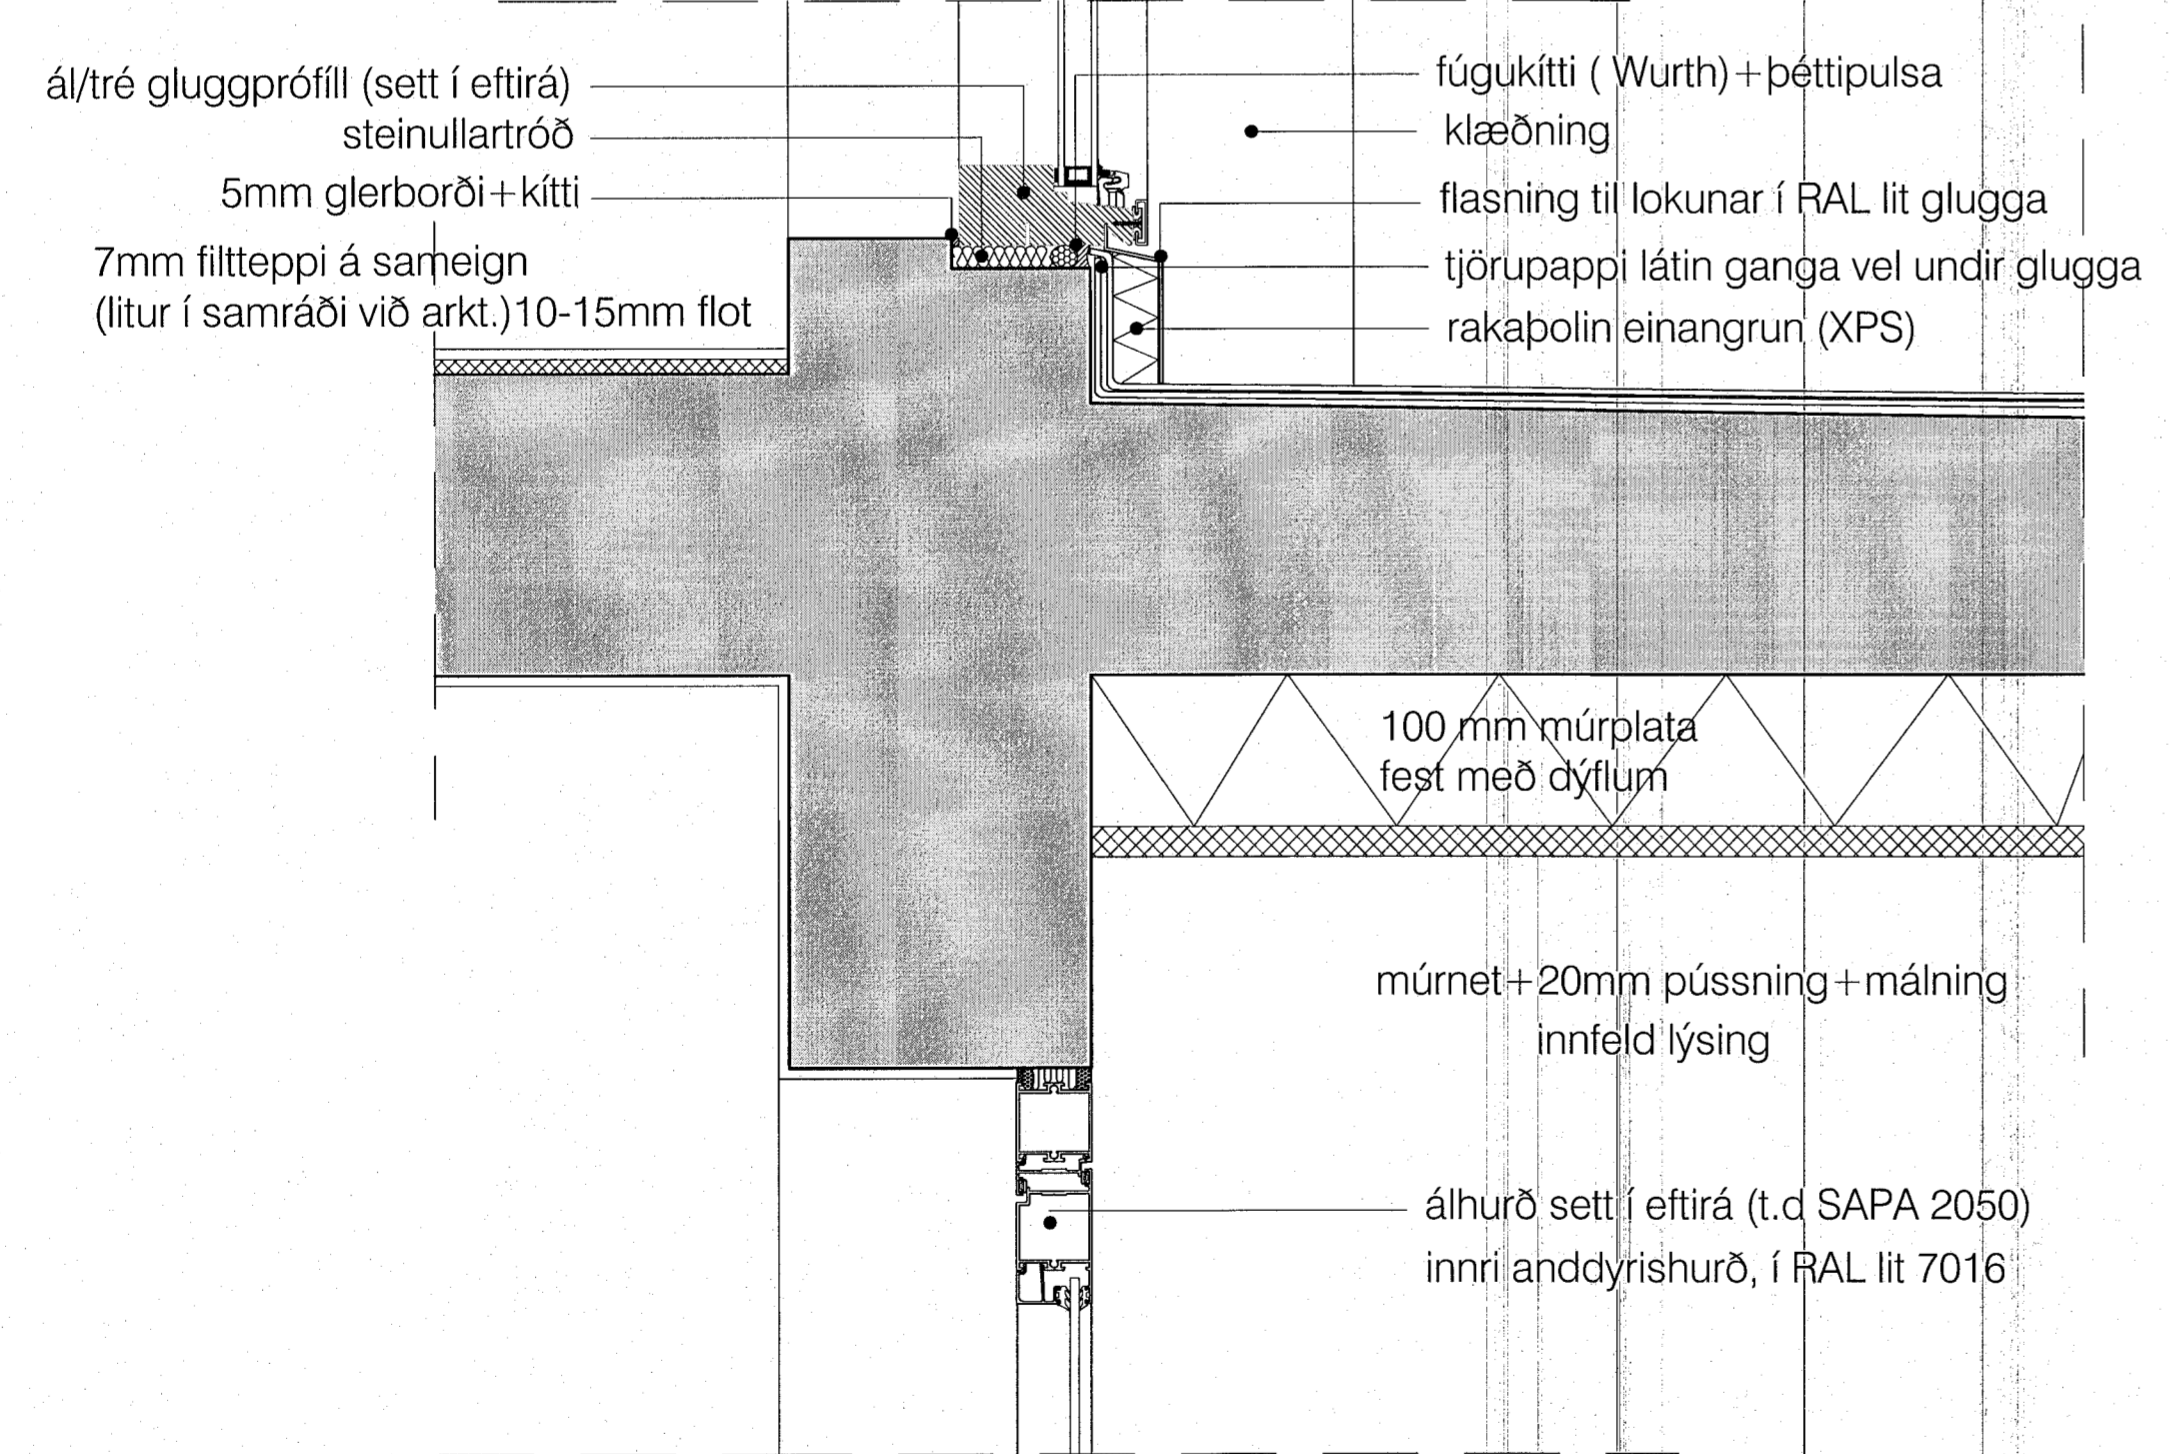 ál/tré gluggprófíll (sett í eftirá)
steinullartróð
5mm glerborði+kítti
7mm filtteppi á sameign
(litur í samráði við arkt.)10-15mm flot
fúgukítti ( Wurth)+þéttipulsa
klæðning
flasning til lokunar í RAL lit glugga
tjörupappi látin ganga vel undir glugga
rakaþolin einangrun (XPS)
100 mm múrplata
fest með dýflum
múrnet+20mm pússning+málning
innfeld lýsing
álhurð sett í eftirá (t.d SAPA 2050)
innri anddyrishurð, í RAL lit 7016